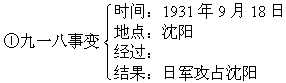 ①九一八事变
时间：1931年9月18日
地点：沈阳
经过：
结果：日军攻占沈阳